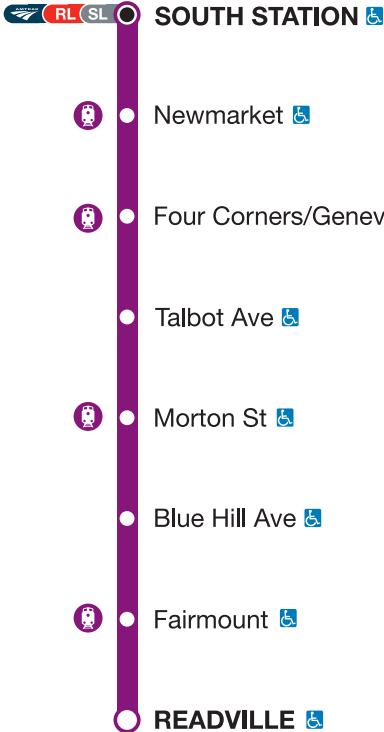 AMTRAK RL SL SOUTH STATION
Newmarket
Four Corners/Genev
Talbot Ave
Morton St
Blue Hill Ave
Fairmount
READVILLE